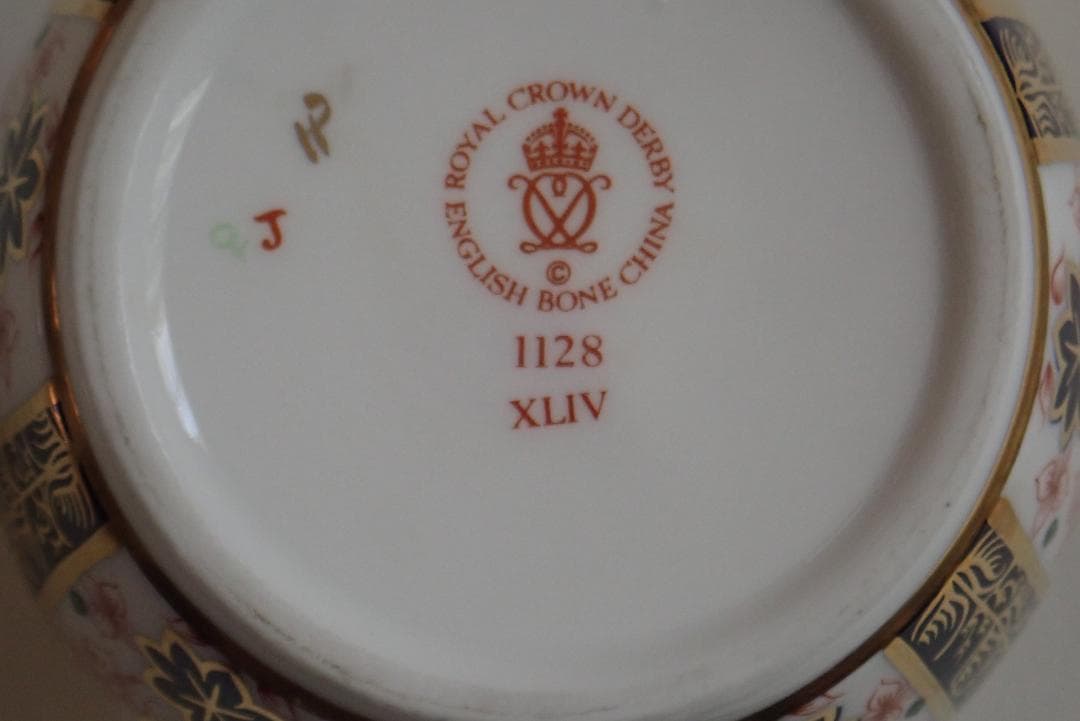 ROYAL CROWN DERBY
ENGLISH BONE CHINA
©
1128
XLIV
J